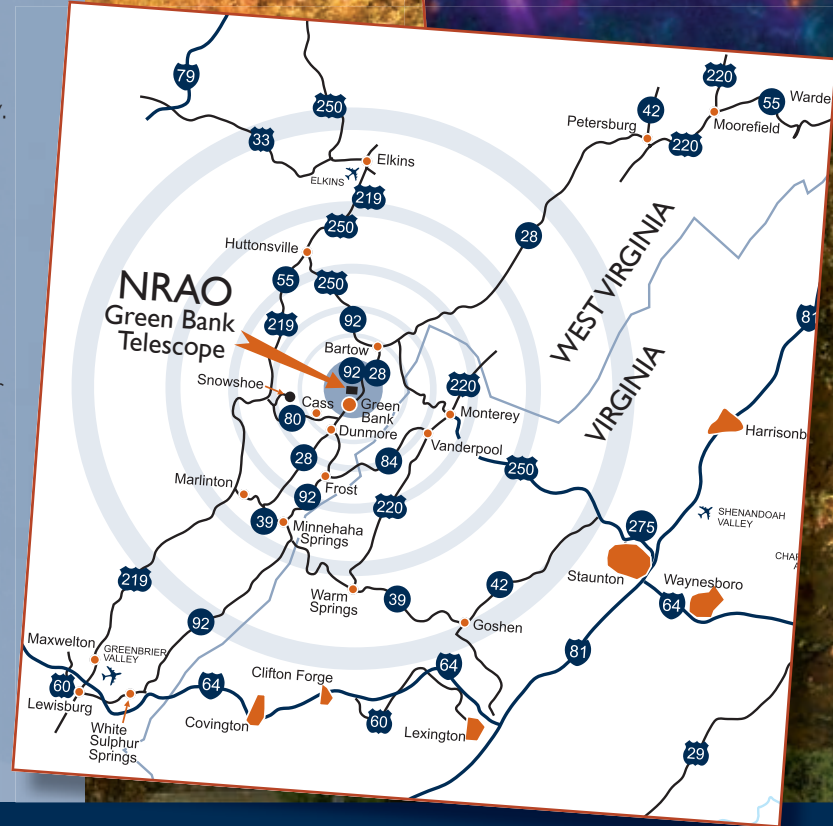 79
250
33
Elkins
ELKINS
219
250
Huttonsville
55
250
219
92
28
42
Petersburg
220
220
55
Moorefield
WEST VIRGINIA
VIRGINIA
NRAO
Green Bank
Telescope
Bartow
92
28
Snowshoe
Cass
80
Green
Bank
Dunmore
220
Monterey
Vanderpool
28
84
Frost
92
220
Marlinton
39
Minnehaha
Springs
250
275
Staunton
SHENANDOAH
VALLEY
Waynesboro
64
81
219
92
Warm
Springs
39
42
Goshen
81
Maxwelton
GREENBRIER
VALLEY
60
Lewisburg
White
Sulphur
Springs
64
Covington
Clifton Forge
64
60
Lexington
29